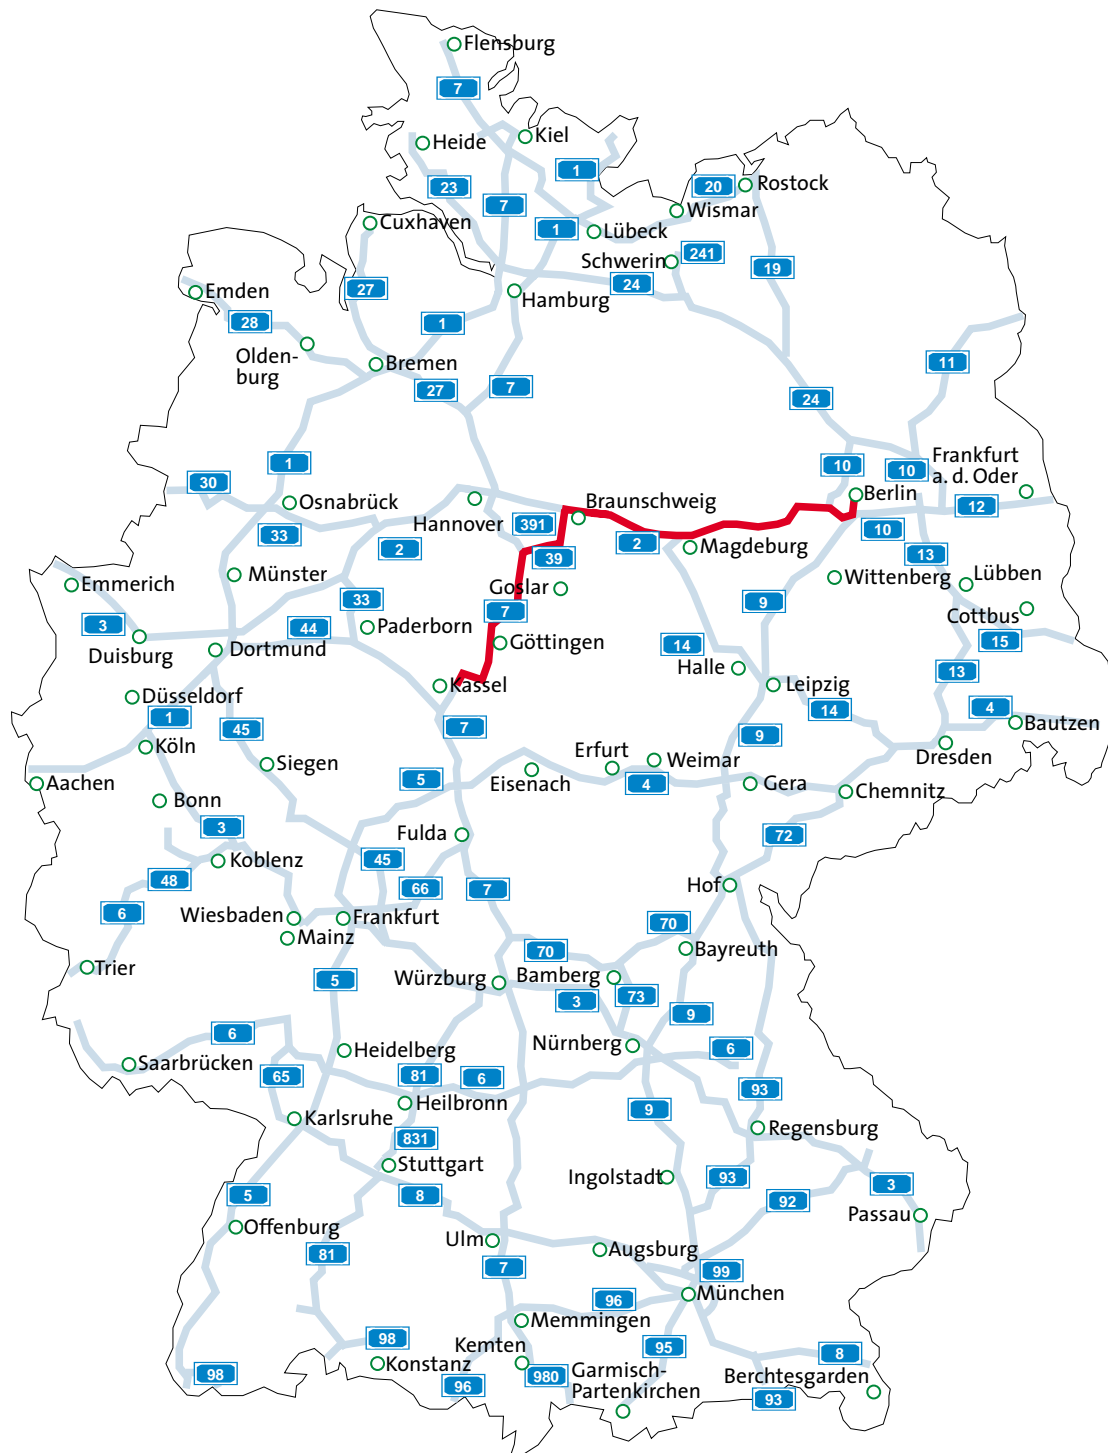 Flensburg
7
Heide
Kiel
1
23
20
Rostock
7
Wismar
Cuxhaven
1
Lübeck
241
Schwerin
19
24
27
Emden
Hamburg
28
1
Olden-
burg
Bremen
11
27
7
24
1
10
10
Frankfurt
a. d. Oder
30
Berlin
Osnabrück
Hannover
Braunschweig
12
391
33
2
2
10
39
Magdeburg
13
Emmerich
Münster
Goslar
Wittenberg
Lübben
33
9
7
Cottbus
3
44
Paderborn
Duisburg
Dortmund
Göttingen
14
15
Halle
13
Kassel
Leipzig
Düsseldorf
14
4
1
45
7
9
Bautzen
Köln
Siegen
Erfurt
Weimar
Dresden
Aachen
5
Eisenach
4
Gera
Chemnitz
Bonn
3
Fulda
72
Koblenz
45
48
66
7
Hof
6
Wiesbaden
Frankfurt
70
Mainz
70
Bayreuth
Trier
5
Würzburg
Bamberg
73
3
9
6
Nürnberg
6
Saarbrücken
Heidelberg
65
81
6
93
Heilbronn
9
Karlsruhe
831
Regensburg
Stuttgart
Ingolstadt
93
3
5
8
92
Passau
Offenburg
Ulm
Augsburg
81
7
99
München
96
Memmingen
98
Kemten
95
8
Konstanz
98
96
980
Garmisch-
Partenkirchen
Berchtesgarden
93